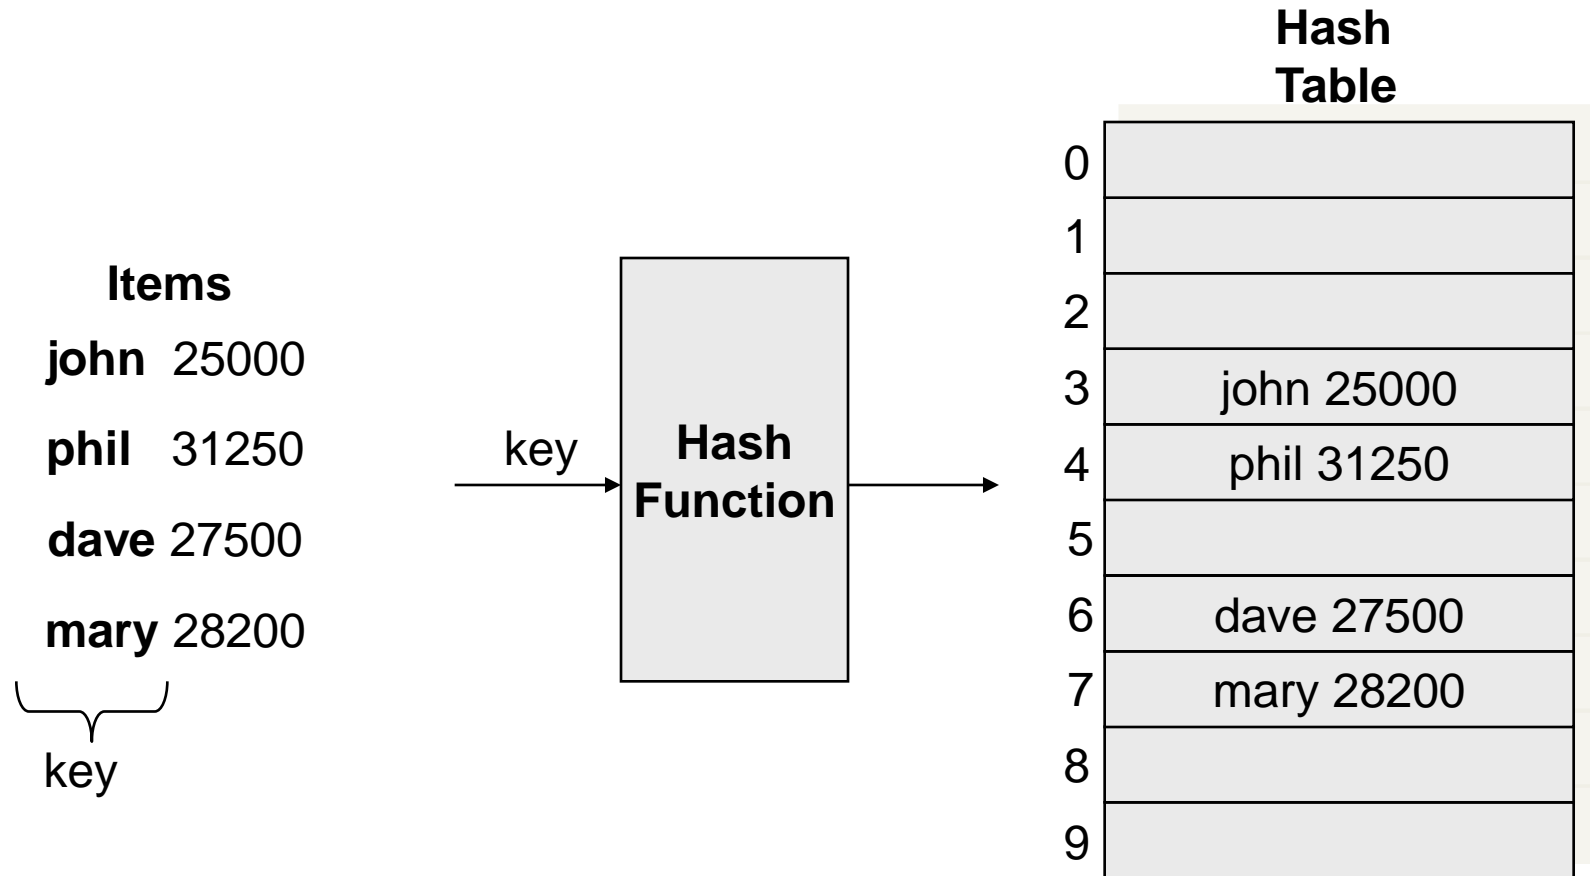 Items
john 25000
phil 31250
dave 27500
mary 28200
key
key
Hash
Function
Hash
Table
0
1
2
3 john 25000
4 phil 31250
5
6 dave 27500
7 mary 28200
8
9